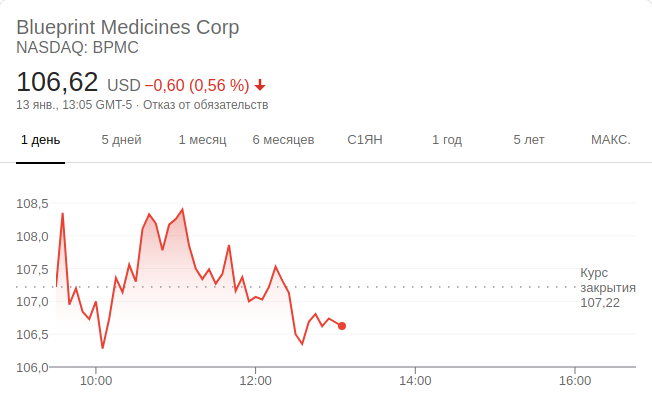 Blueprint Medicines Corp
NASDAQ: BPMC
106,62 USD −0,60 (0,56 %)
13 янв., 13:05 GMT-5 · Отказ от обязательств
1 день 5 дней 1 месяц 6 месяцев С1ЯН 1 год 5 лет МАКС.
108,5
108,0
107,5
107,0
106,5
106,0
Курс
закрытия
107,22
10:00 12:00 14:00 16:00